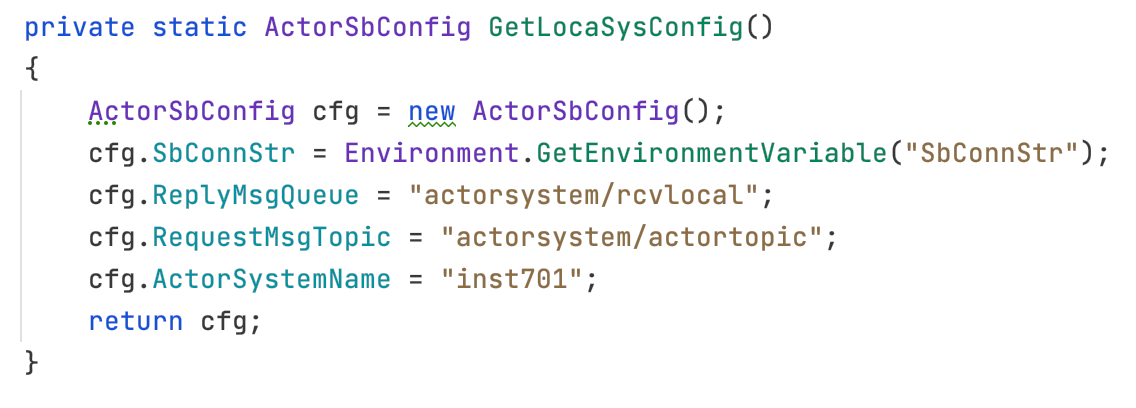 private static ActorSbConfig GetLocaSysConfig()
{
    ActorSbConfig cfg = new ActorSbConfig();
    cfg.SbConnStr = Environment.GetEnvironmentVariable("SbConnStr");
    cfg.ReplyMsgQueue = "actorsystem/rcvlocal";
    cfg.RequestMsgTopic = "actorsystem/actortopic";
    cfg.ActorSystemName = "inst701";
    return cfg;
}